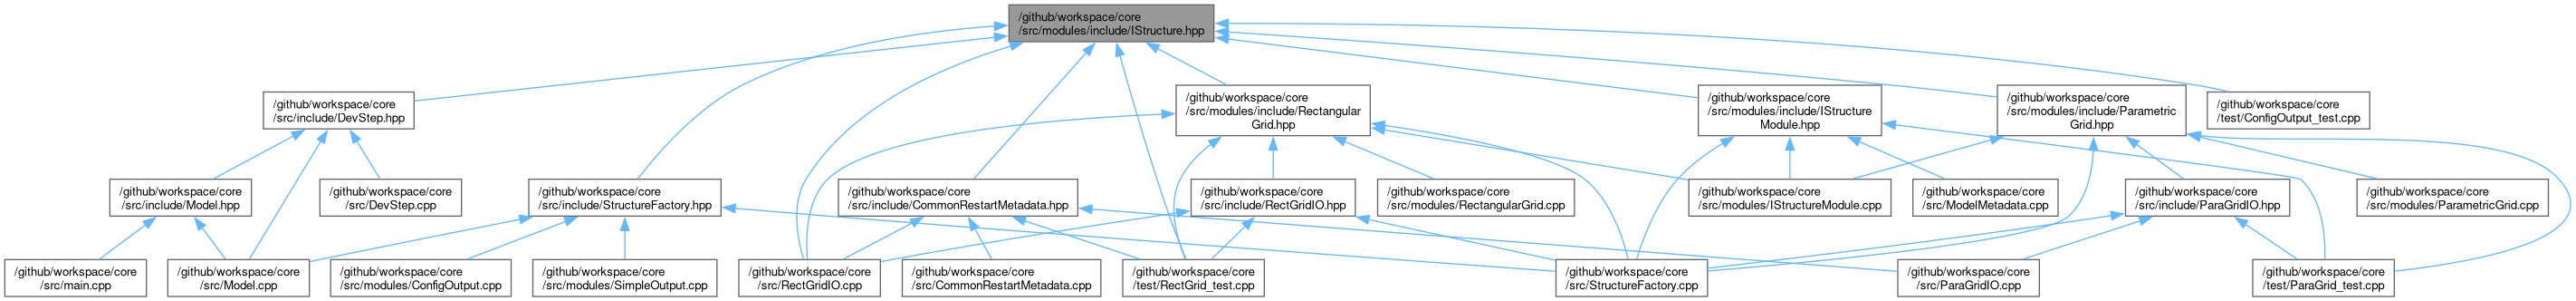 /github/workspace/core
/src/modules/include/IStructure.hpp
/github/workspace/core
/src/include/DevStep.hpp
/github/workspace/core
/src/modules/include/Rectangular
Grid.hpp
/github/workspace/core
/src/modules/include/IStructure
Module.hpp
/github/workspace/core
/src/modules/include/Parametric
Grid.hpp
/github/workspace/core
/test/ConfigOutput_test.cpp
/github/workspace/core
/src/include/Model.hpp
/github/workspace/core
/src/DevStep.cpp
/github/workspace/core
/src/include/StructureFactory.hpp
/github/workspace/core
/src/include/CommonRestartMetadata.hpp
/github/workspace/core
/src/include/RectGridIO.hpp
/github/workspace/core
/src/modules/RectangularGrid.cpp
/github/workspace/core
/src/modules/IStructureModule.cpp
/github/workspace/core
/src/ModelMetadata.cpp
/github/workspace/core
/src/include/ParaGridIO.hpp
/github/workspace/core
/src/modules/ParametricGrid.cpp
/github/workspace/core
/src/main.cpp
/github/workspace/core
/src/Model.cpp
/github/workspace/core
/src/modules/ConfigOutput.cpp
/github/workspace/core
/src/modules/SimpleOutput.cpp
/github/workspace/core
/src/RectGridIO.cpp
/github/workspace/core
/src/CommonRestartMetadata.cpp
/github/workspace/core
/test/RectGrid_test.cpp
/github/workspace/core
/src/StructureFactory.cpp
/github/workspace/core
/src/ParaGridIO.cpp
/github/workspace/core
/test/ParaGrid_test.cpp